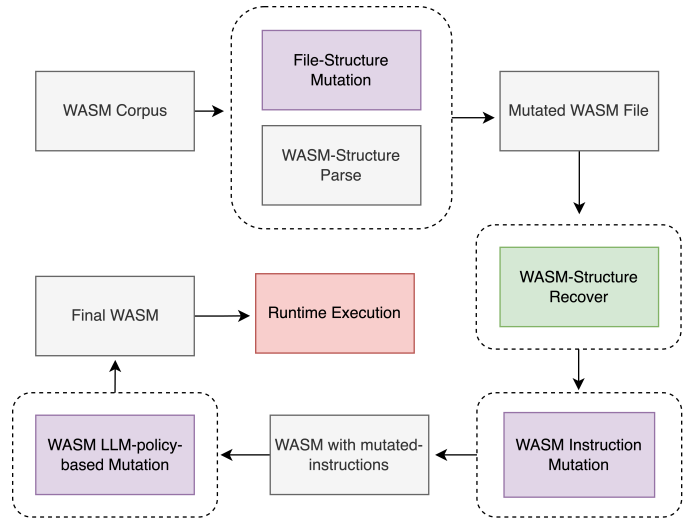 File-Structure
Mutation
WASM Corpus
Mutated WASM File
WASM-Structure
Parse
WASM-Structure
Recover
Final WASM
Runtime Execution
WASM LLM-policy-
based Mutation
WASM with mutated-
instructions
WASM Instruction
Mutation